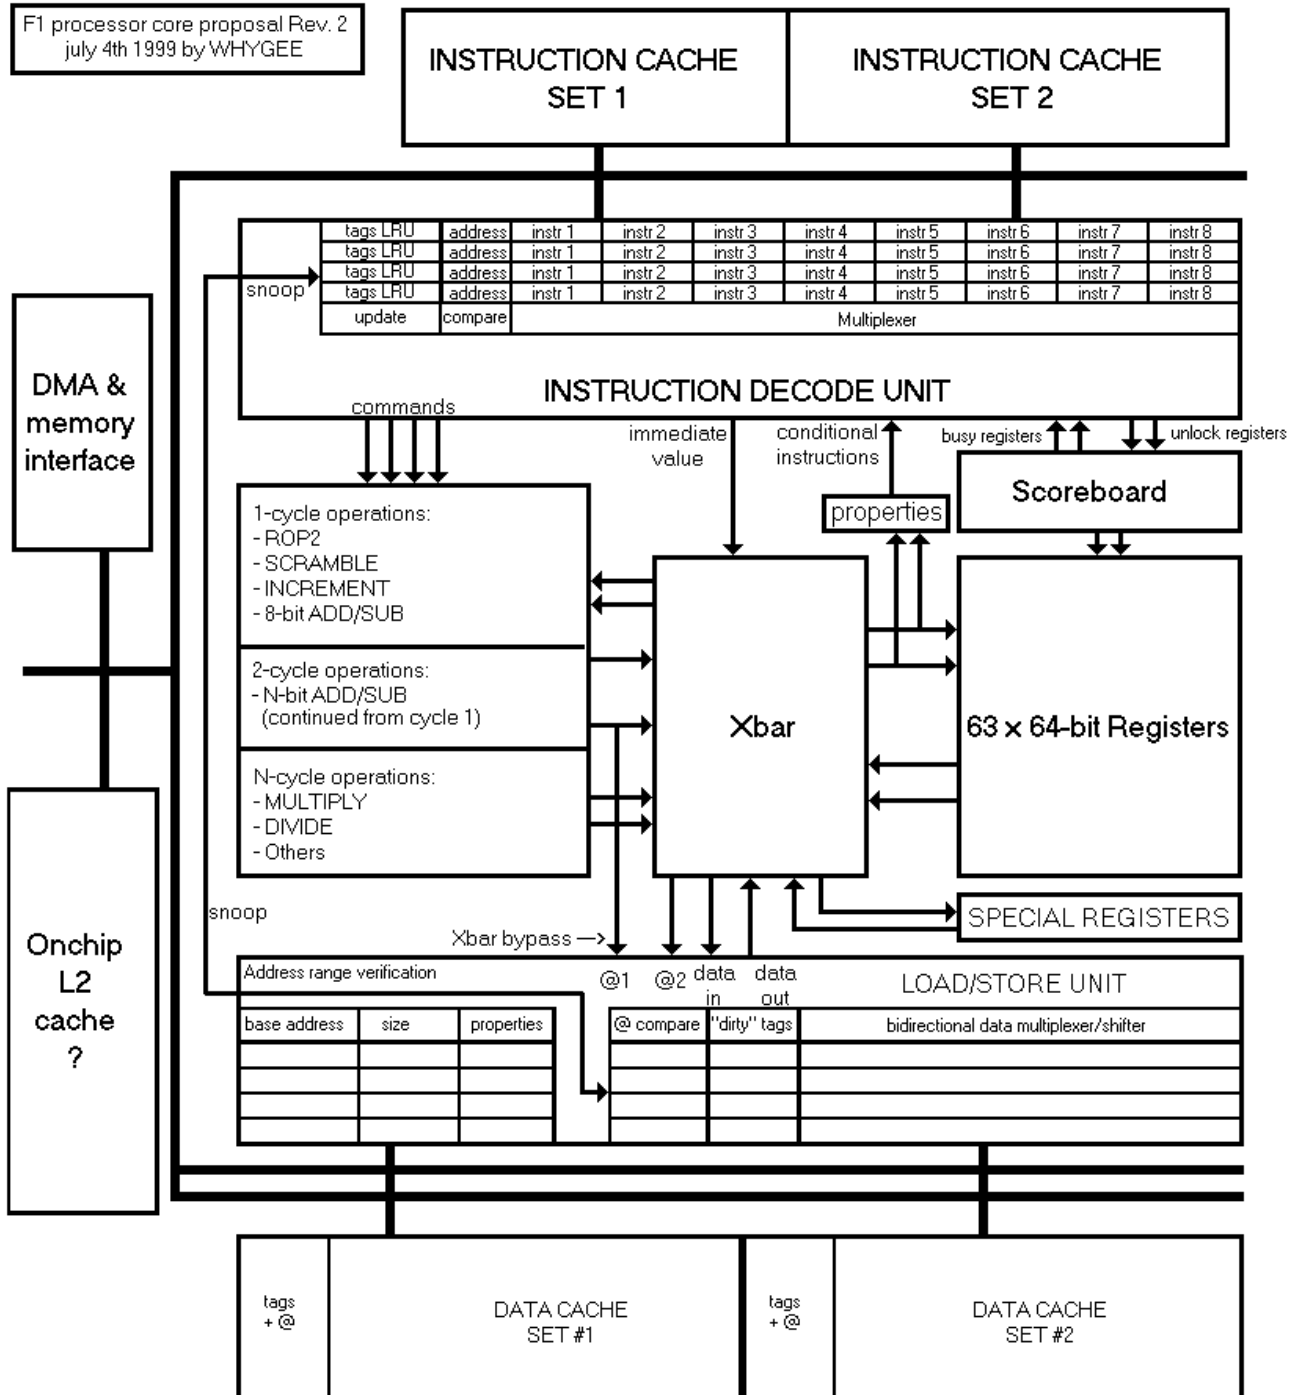 F1 processor core proposal Rev. 2
july 4th 1999 by WHYGEE
INSTRUCTION CACHE
SET 1
INSTRUCTION CACHE
SET 2
tags LRU address instr 1 instr 2 instr 3 instr 4 instr 5 instr 6 instr 7 instr 8
tags LRU address instr 1 instr 2 instr 3 instr 4 instr 5 instr 6 instr 7 instr 8
tags LRU address instr 1 instr 2 instr 3 instr 4 instr 5 instr 6 instr 7 instr 8
tags LRU address instr 1 instr 2 instr 3 instr 4 instr 5 instr 6 instr 7 instr 8
snoop
update compare Multiplexer
INSTRUCTION DECODE UNIT
DMA &
memory
interface
commands
immediate
value
conditional
instructions
busy registers
unlock registers
Scoreboard
properties
1-cycle operations:
- ROP2
- SCRAMBLE
- INCREMENT
- 8-bit ADD/SUB
2-cycle operations:
- N-bit ADD/SUB
(continued from cycle 1)
N-cycle operations:
- MULTIPLY
- DIVIDE
- Others
Xbar
63 x 64-bit Registers
SPECIAL REGISTERS
snoop
Xbar bypass —>
Onchip
L2
cache
?
Address range verification
@1 @2 data in data out
LOAD/STORE UNIT
base address size properties
@ compare "dirty" tags bidirectional data multiplexer/shifter
tags
+ @
DATA CACHE
SET #1
tags
+ @
DATA CACHE
SET #2